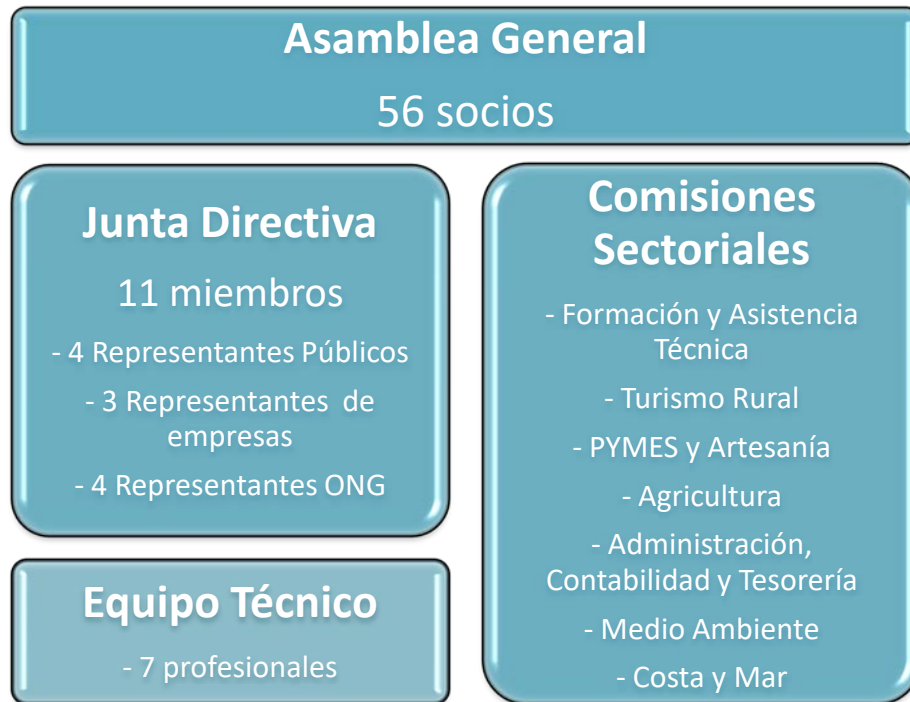 Asamblea General
56 socios
Junta Directiva
11 miembros
- 4 Representantes Públicos
- 3 Representantes de
empresas
- 4 Representantes ONG
Equipo Técnico
- 7 profesionales
Comisiones
Sectoriales
- Formación y Asistencia
Técnica
- Turismo Rural
- PYMES y Artesanía
- Agricultura
- Administración,
Contabilidad y Tesorería
- Medio Ambiente
- Costa y Mar